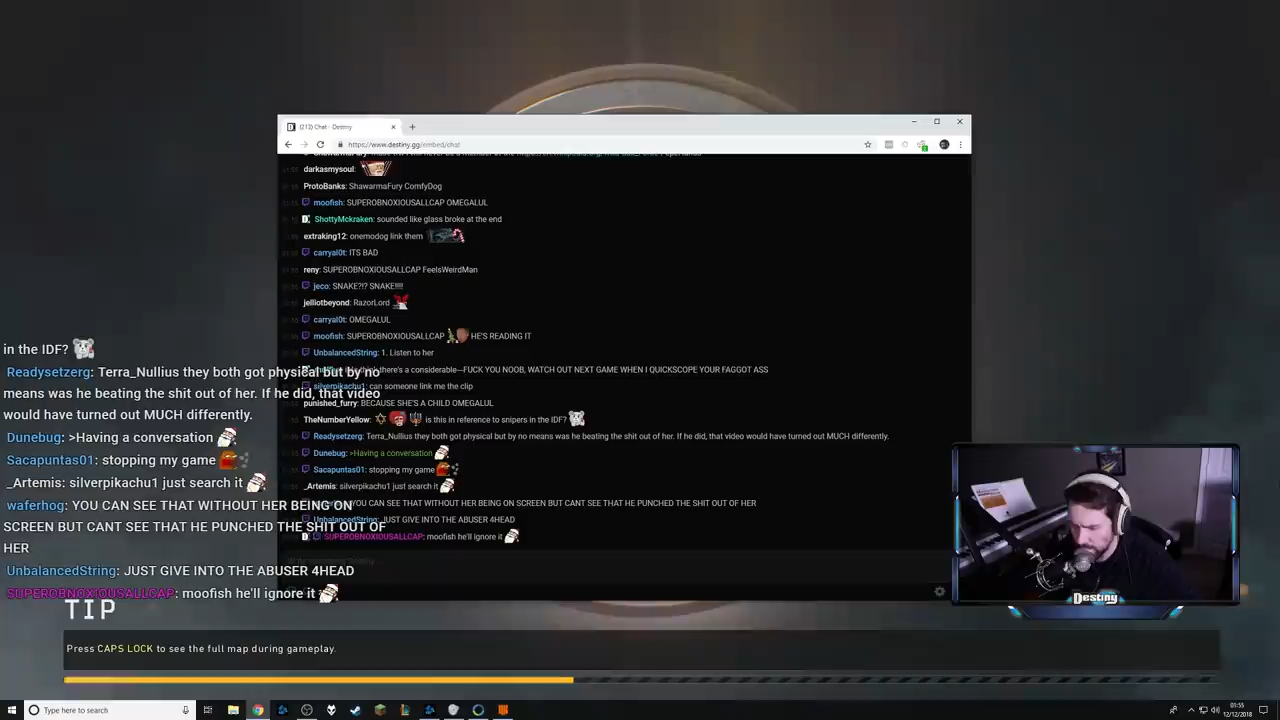 (213) Chat - Destiny
https://www.destiny.gg/embed/chat
darkasmysoul:
ProtoBanks: ShawarmaFury ComfyDog
moofish: SUPEROBNOXIOUSALLCAP OMEGALUL
ShottyMckraken: sounded like glass broke at the end
extraking12: onemodog link them
carryal0t: ITS BAD
reny: SUPEROBNOXIOUSALLCAP FeelsWeirdMan
jeco: SNAKE?!? SNAKE!!!!
jelliotbeyond: RazorLord
carryal0t: OMEGALUL
moofish: SUPEROBNOXIOUSALLCAP HE'S READING IT
UnbalancedString: 1. Listen to her
there's a considerable—FUCK YOU NOOB, WATCH OUT NEXT GAME WHEN I QUICKSCOPE YOUR FAGGOT ASS
silverpikachu1: can someone link me the clip
punished_furry: BECAUSE SHE'S A CHILD OMEGALUL
TheNumberYellow: is this in reference to snipers in the IDF?
Readysetzerg: Terra_Nullius they both got physical but by no means was he beating the shit out of her. If he did, that video would have turned out MUCH differently.
Dunebug: >Having a conversation
Sacapuntas01: stopping my game
_Artemis: silverpikachu1 just search it
YOU CAN SEE THAT WITHOUT HER BEING ON SCREEN BUT CANT SEE THAT HE PUNCHED THE SHIT OUT OF HER
UnbalancedString: JUST GIVE INTO THE ABUSER 4HEAD
SUPEROBNOXIOUSALLCAP: moofish he'll ignore it
in the IDF?
Readysetzerg: Terra_Nullius they both got physical but by no
means was he beating the shit out of her. If he did, that video
would have turned out MUCH differently.
Dunebug: >Having a conversation
Sacapuntas01: stopping my game
_Artemis: silverpikachu1 just search it
waferhog: YOU CAN SEE THAT WITHOUT HER BEING ON
SCREEN BUT CANT SEE THAT HE PUNCHED THE SHIT OUT OF
HER
UnbalancedString: JUST GIVE INTO THE ABUSER 4HEAD
SUPEROBNOXIOUSALLCAP: moofish he'll ignore it
Destiny
TIP
Press CAPS LOCK to see the full map during gameplay.
Type here to search
01:55
12/12/2018